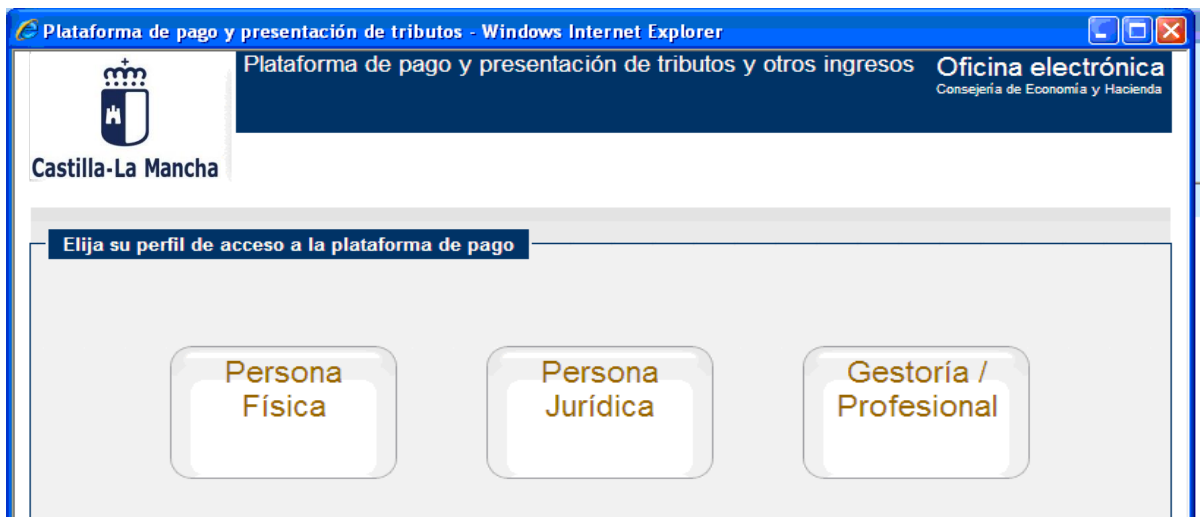 Plataforma de pago y presentación de tributos - Windows Internet Explorer
Plataforma de pago y presentación de tributos y otros ingresos
Oficina electrónica
Consejería de Economía y Hacienda
Castilla-La Mancha
Elija su perfil de acceso a la plataforma de pago
Persona
Física
Persona
Jurídica
Gestoría /
Profesional